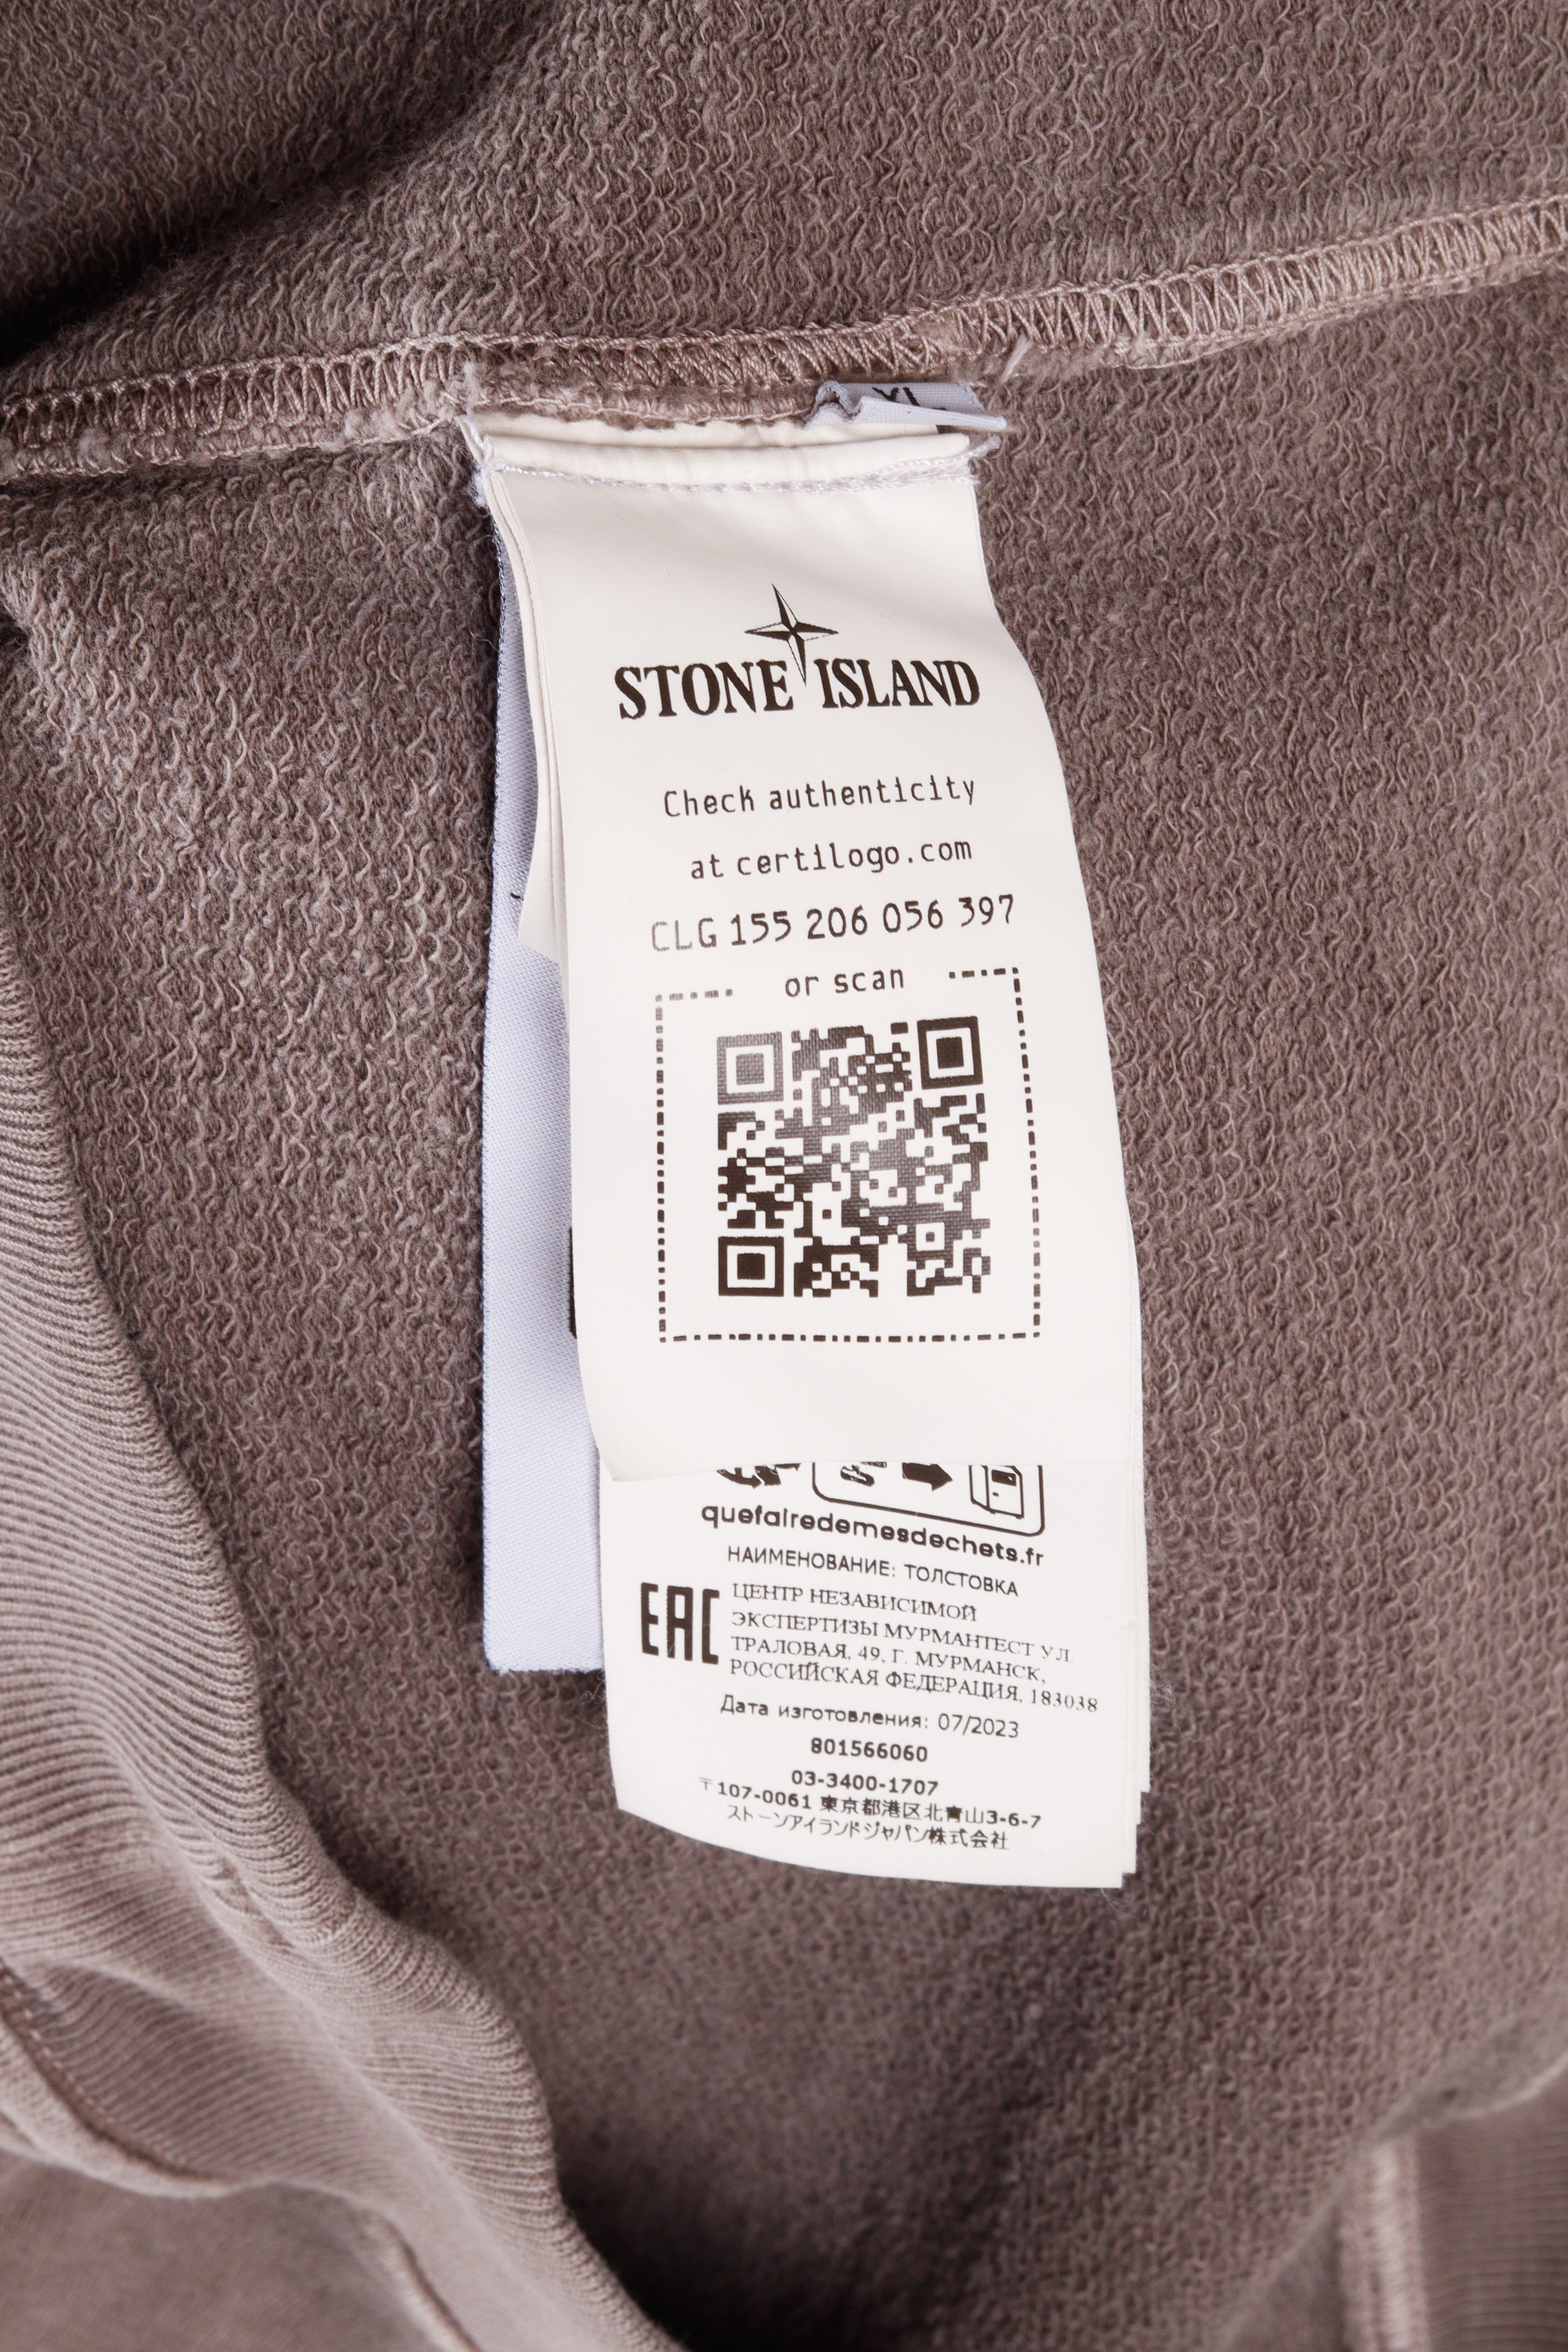 XL
STONE ISLAND
Check authenticity
at certilogo.com
CLG 155 206 056 397
or scan
quefairedemesdechets.fr
НАИМЕНОВАНИЕ: ТОЛСТОВКА
EAC
ЦЕНТР НЕЗАВИСИМОЙ
ЭКСПЕРТИЗЫ МУРМАНТЕСТ УЛ.
ТРАЛОВАЯ, 49, Г. МУРМАНСК,
РОССИЙСКАЯ ФЕДЕРАЦИЯ, 183038
Дата изготовления: 07/2023
801566060
03-3400-1707
〒107-0061 東京都港区北青山3-6-7
ストーンアイランドジャパン株式会社